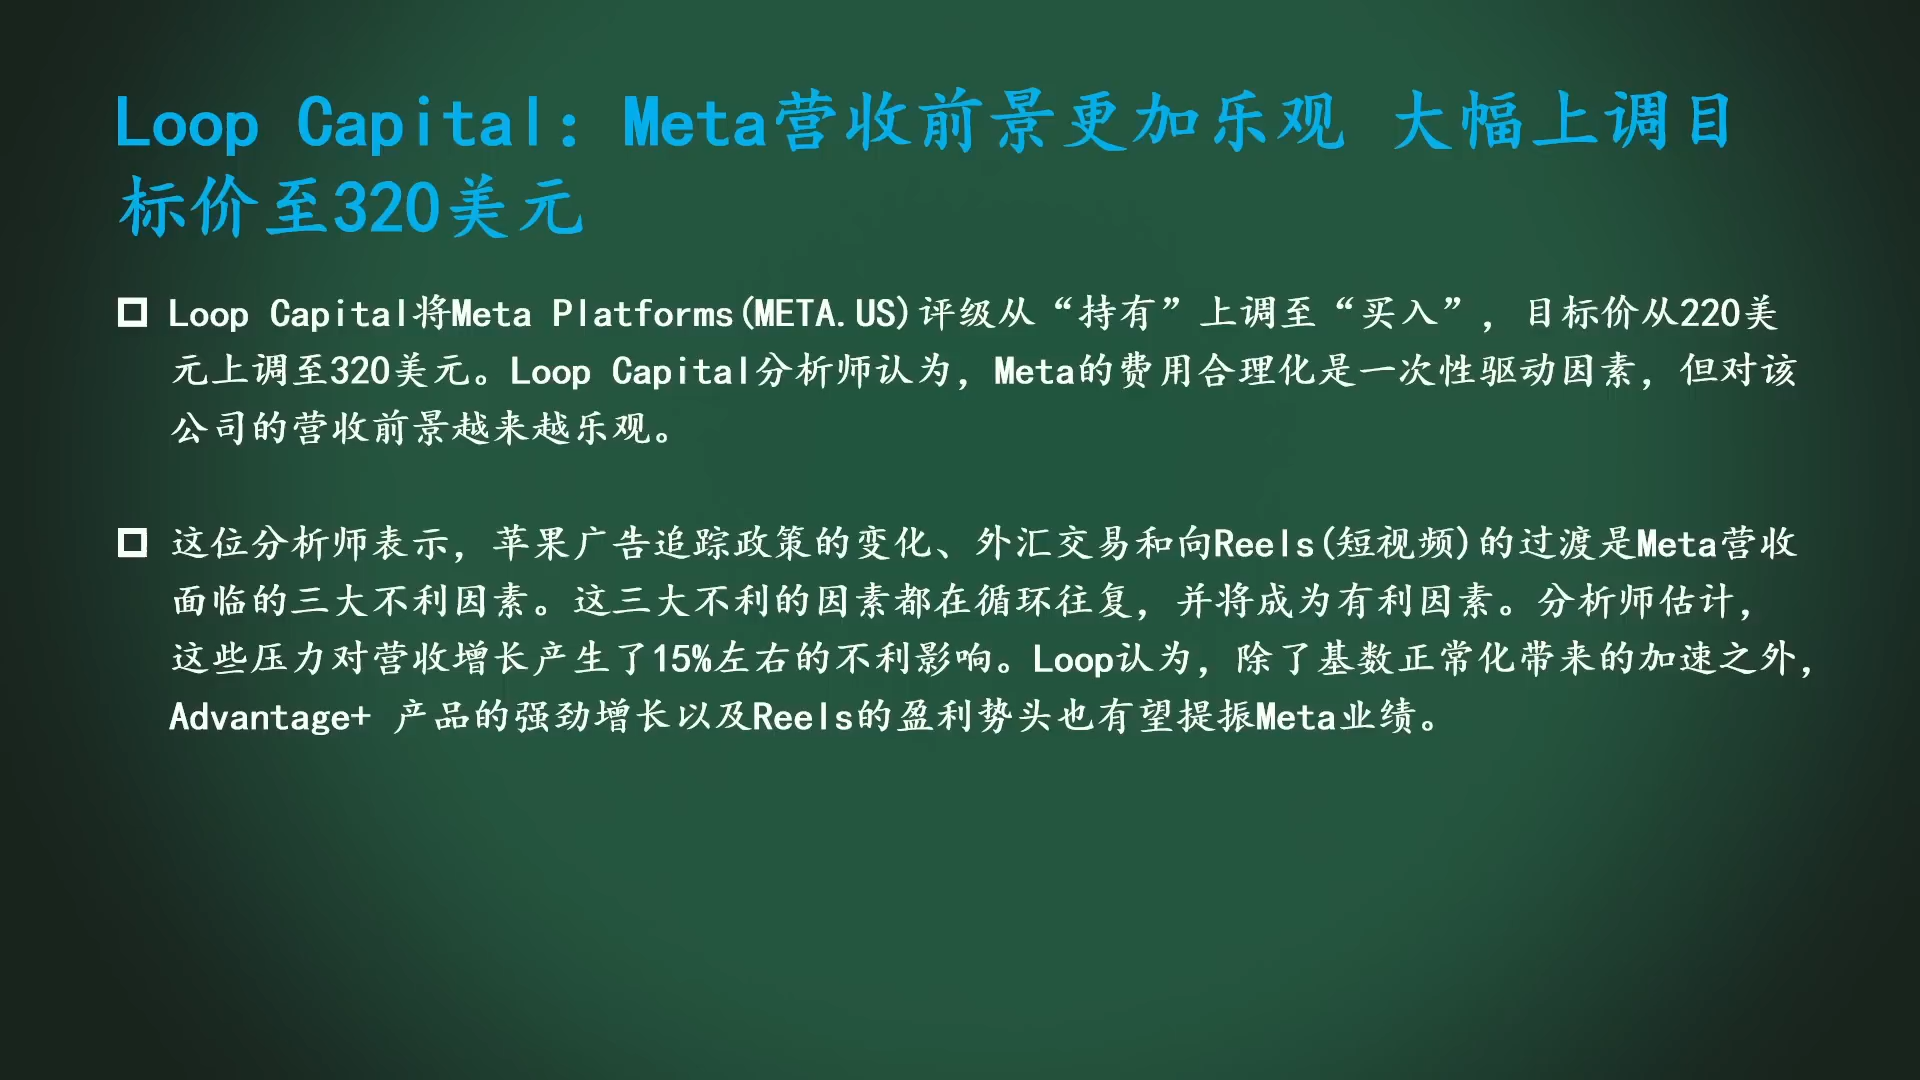 Loop Capital：Meta营收前景更加乐观 大幅上调目
标价至320美元
Loop Capital将Meta Platforms(META.US)评级从“持有”上调至“买入”，目标价从220美
元上调至320美元。Loop Capital分析师认为，Meta的费用合理化是一次性驱动因素，但对该
公司的营收前景越来越乐观。
这位分析师表示，苹果广告追踪政策的变化、外汇交易和向Reels(短视频)的过渡是Meta营收
面临的三大不利因素。这三大不利的因素都在循环往复，并将成为有利因素。分析师估计，
这些压力对营收增长产生了15%左右的不利影响。Loop认为，除了基数正常化带来的加速之外，
Advantage+ 产品的强劲增长以及Reels的盈利势头也有望提振Meta业绩。